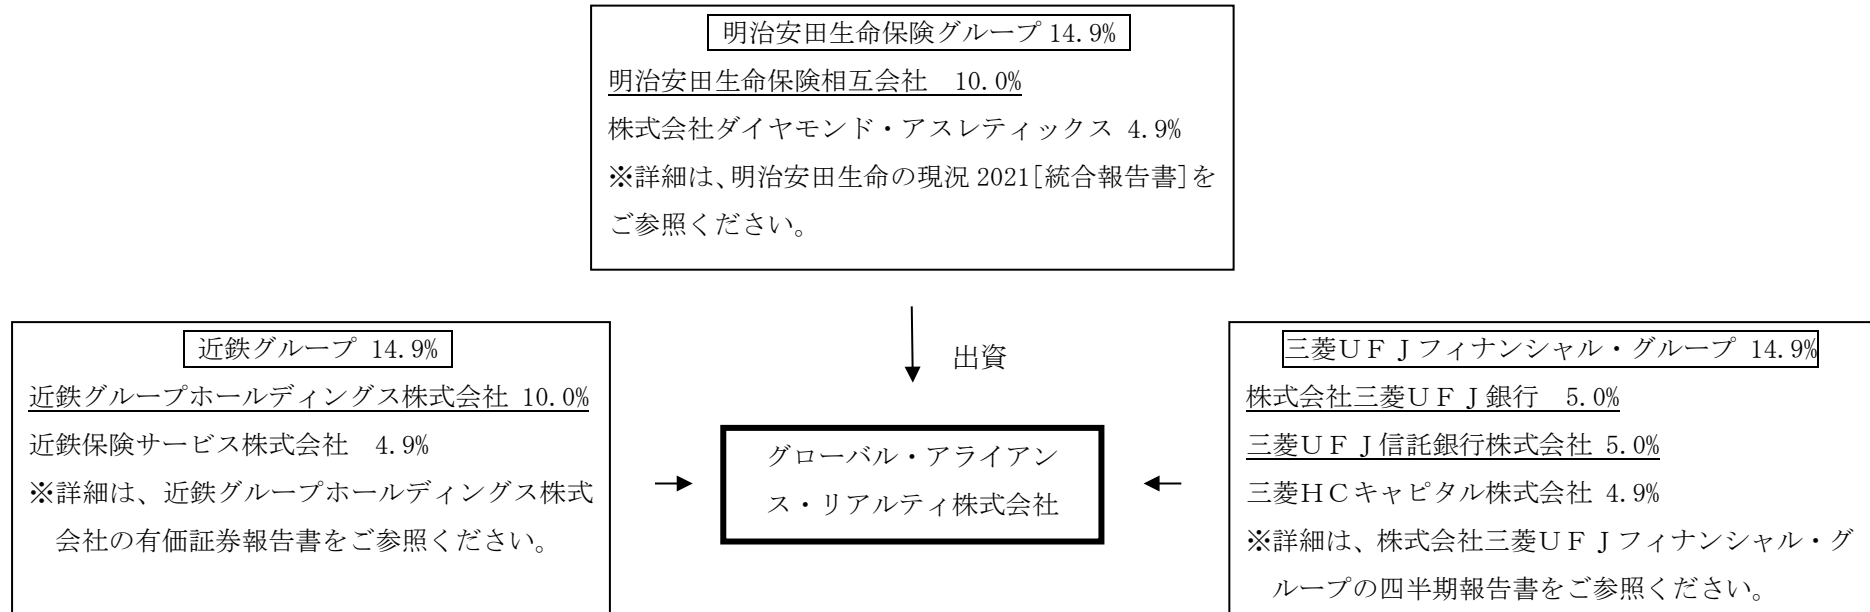 明治安田生命保険グループ 14.9%
明治安田生命保険相互会社　10.0%
株式会社ダイヤモンド・アスレティックス 4.9%
※詳細は、明治安田生命の現況 2021[統合報告書]を
ご参照ください。
出資
近鉄グループ 14.9%
近鉄グループホールディングス株式会社 10.0%
近鉄保険サービス株式会社　4.9%
※詳細は、近鉄グループホールディングス株式
会社の有価証券報告書をご参照ください。
グローバル・アライアン
ス・リアルティ株式会社
三菱ＵＦＪフィナンシャル・グループ 14.9%
株式会社三菱ＵＦＪ銀行　5.0%
三菱ＵＦＪ信託銀行株式会社 5.0%
三菱ＨＣキャピタル株式会社 4.9%
※詳細は、株式会社三菱ＵＦＪフィナンシャル・グ
ループの四半期報告書をご参照ください。